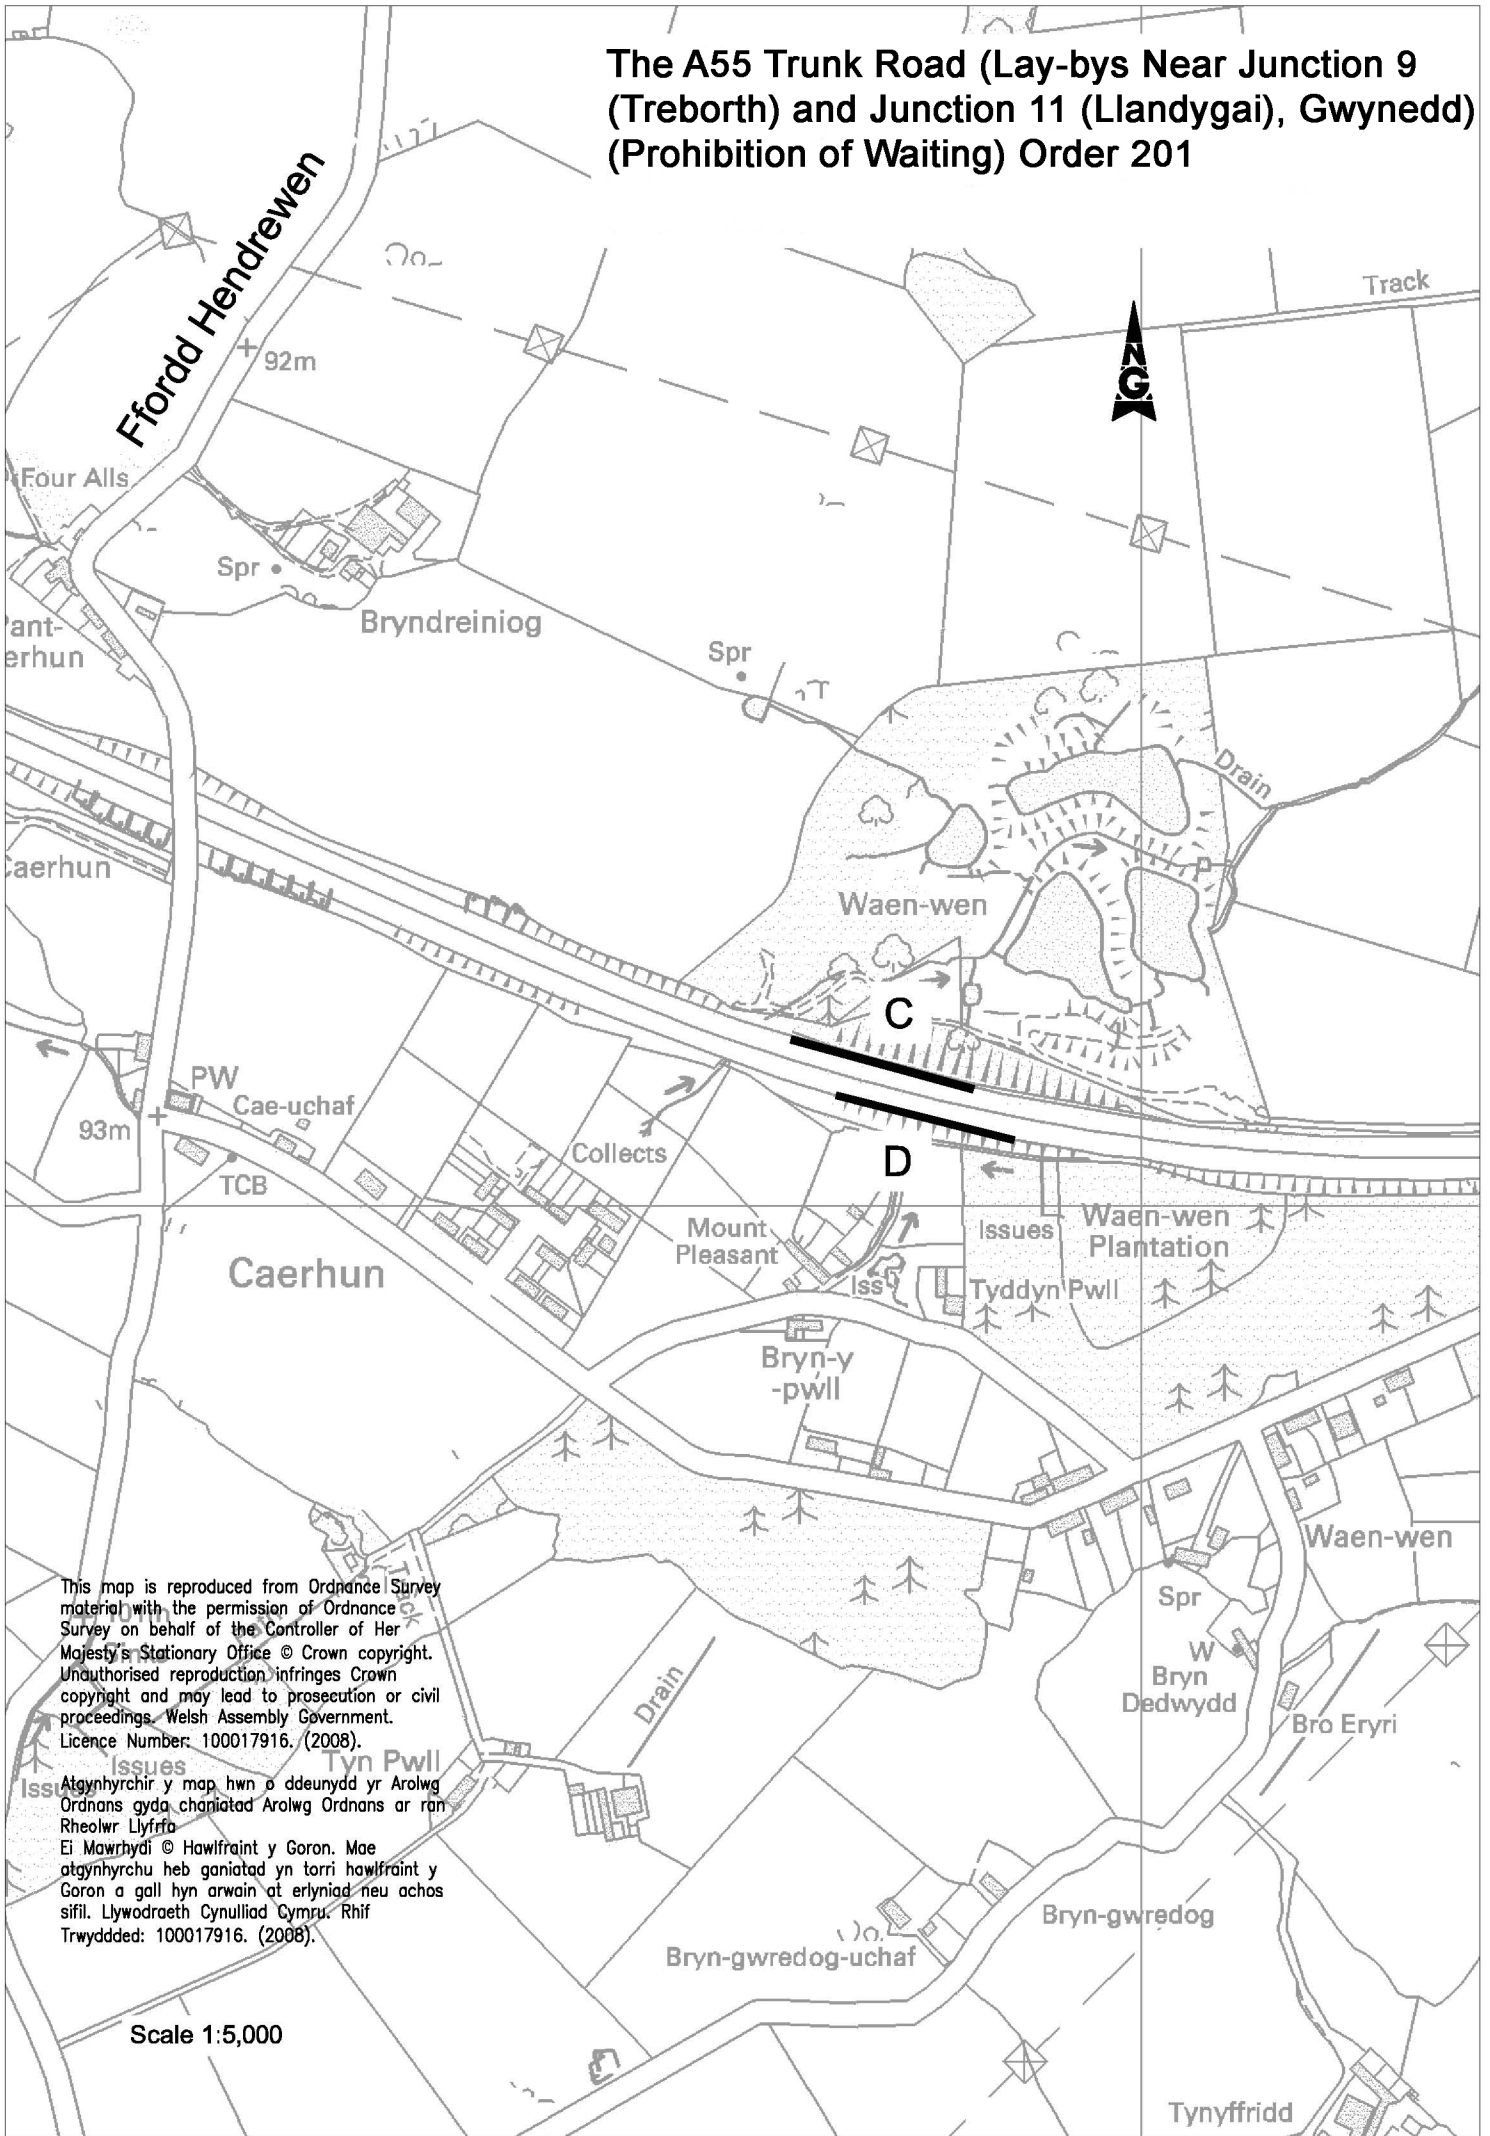 The A55 Trunk Road (Lay-bys Near Junction 9
(Treborth) and Junction 11 (Llandygai), Gwynedd)
(Prohibition of Waiting) Order 201
Ffordd Hendrewen
Track
N
G
92m
Four Alls
Spr
Bryndreiniog
Spr
Drain
Caerhun
Waen-wen
C
PW
Cae-uchaf
93m
Collects
TCB
D
Mount
Pleasant
Issues
Waen-wen
Plantation
Caerhun
Iss
Tyddyn Pwll
Bryn-y
-pwll
Waen-wen
Track
Spr
W
Bryn
Dedwydd
Drain
Bro Eryri
This map is reproduced from Ordnance Survey
material with the permission of Ordnance
Survey on behalf of the Controller of Her
Majesty's Stationary Office © Crown copyright.
Unauthorised reproduction infringes Crown
copyright and may lead to prosecution or civil
proceedings. Welsh Assembly Government.
Licence Number: 100017916. (2008).
Issues
Tyn Pwll
Issues
Atgynhyrchir y map hwn o ddeunydd yr Arolwg
Ordnans gyda chaniatad Arolwg Ordnans ar ran
Rheolwr Llyfrfa
Ei Mawrhydi © Hawlfraint y Goron. Mae
atgynhyrchu heb ganiatad yn torri hawlfraint y
Goron a gall hyn arwain at erlyniad neu achos
sifil. Llywodraeth Cynulliad Cymru. Rhif
Trwyddded: 100017916. (2008).
Bryn-gwredog
Bryn-gwredog-uchaf
Scale 1:5,000
Tynyffridd